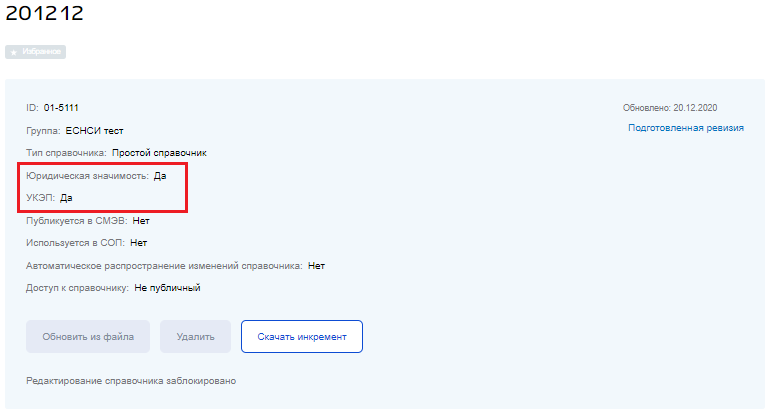 201212
★ Избранное
ID: 01-5111
Обновлено: 20.12.2020
Группа: ЕСНСИ тест
Подготовленная ревизия
Тип справочника: Простой справочник
Юридическая значимость: Да
УКЭП: Да
Публикуется в СМЭВ: Нет
Используется в СОП: Нет
Автоматическое распространение изменений справочника: Нет
Доступ к справочнику: Не публичный
Обновить из файла Удалить Скачать инкремент
Редактирование справочника заблокировано